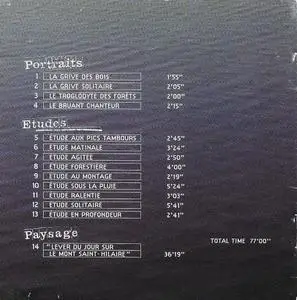 Portraits
1 LA GRIVE DES BOIS 1'55"
2 LA GRIVE SOLITAIRE 2'05"
3 LE TROGLODYTE DES FORÊTS 2'00"
4 LE BRUANT CHANTEUR 2'15"
Etudes
5 ÉTUDE AUX PICS TAMBOURS 2'45"
6 ÉTUDE MATINALE 3'24"
7 ÉTUDE AGITÉE 2'50"
8 ÉTUDE FORESTIÈRE 4'00"
9 ÉTUDE AU MONTAGE 2'19"
10 ÉTUDE SOUS LA PLUIE 5'24"
11 ÉTUDE RALENTIE 3'03"
12 ÉTUDE SOLITAIRE 5'41"
13 ÉTUDE EN PROFONDEUR 2'41"
Paysage
TOTAL TIME 77'00"
14 "LEVER DU JOUR SUR
LE MONT SAINT-HILAIRE" 36'19"